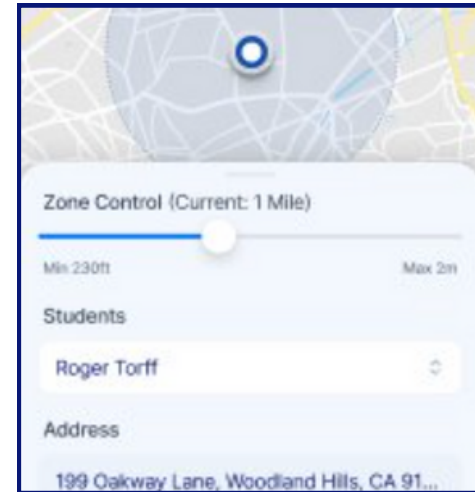 Zone Control (Current: 1 Mile)
Min 230ft Max 2m
Students
Roger Torff
Address
199 Oakway Lane, Woodland Hills, CA 91...